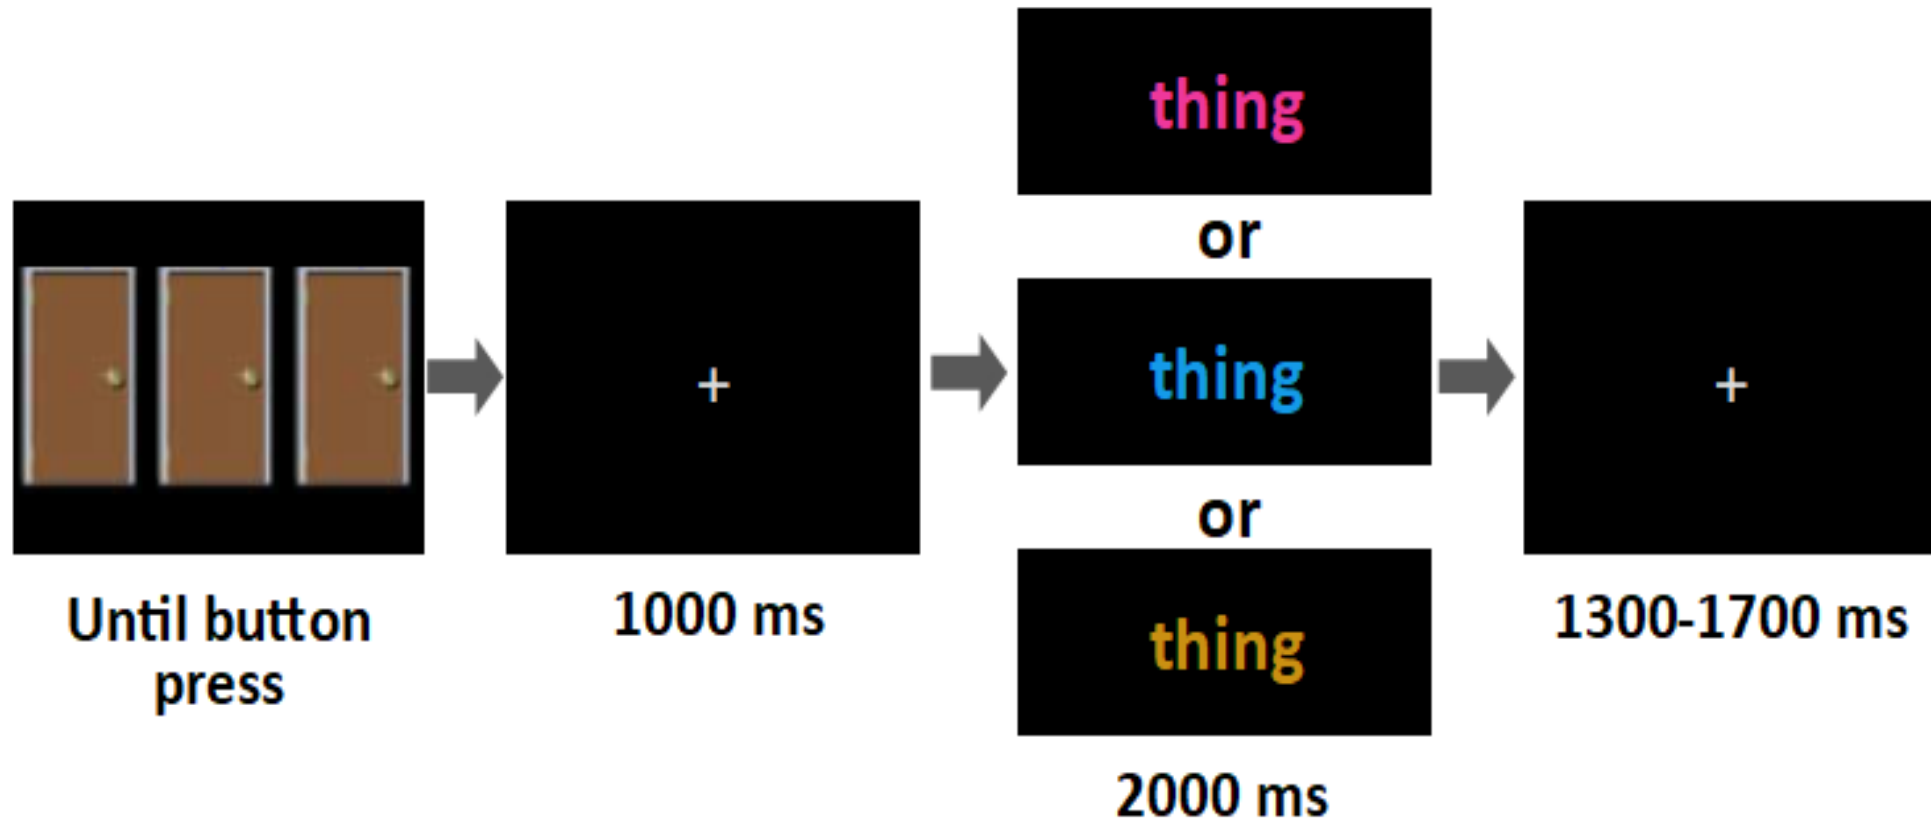 Until button
press
+
1000 ms
thing
or
thing
or
thing
2000 ms
+
1300-1700 ms